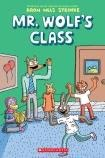 ARON NELS STEINKE
MR. WOLF'S
CLASS
SCHOLASTIC